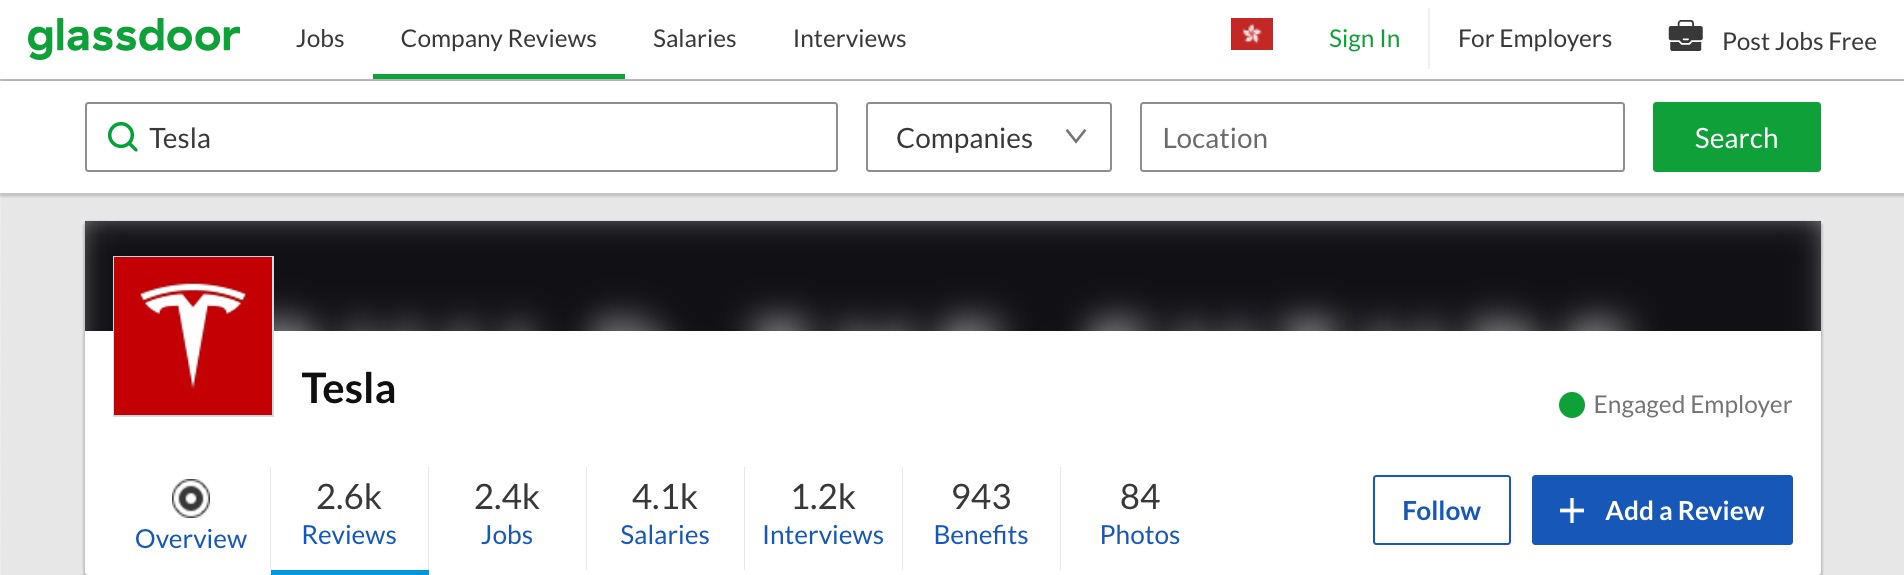 glassdoor Jobs Company Reviews Salaries Interviews Sign In For Employers Post Jobs Free
Tesla Companies Location Search
Tesla
Engaged Employer
2.6k 2.4k 4.1k 1.2k 943 84
Overview Reviews Jobs Salaries Interviews Benefits Photos
Follow + Add a Review